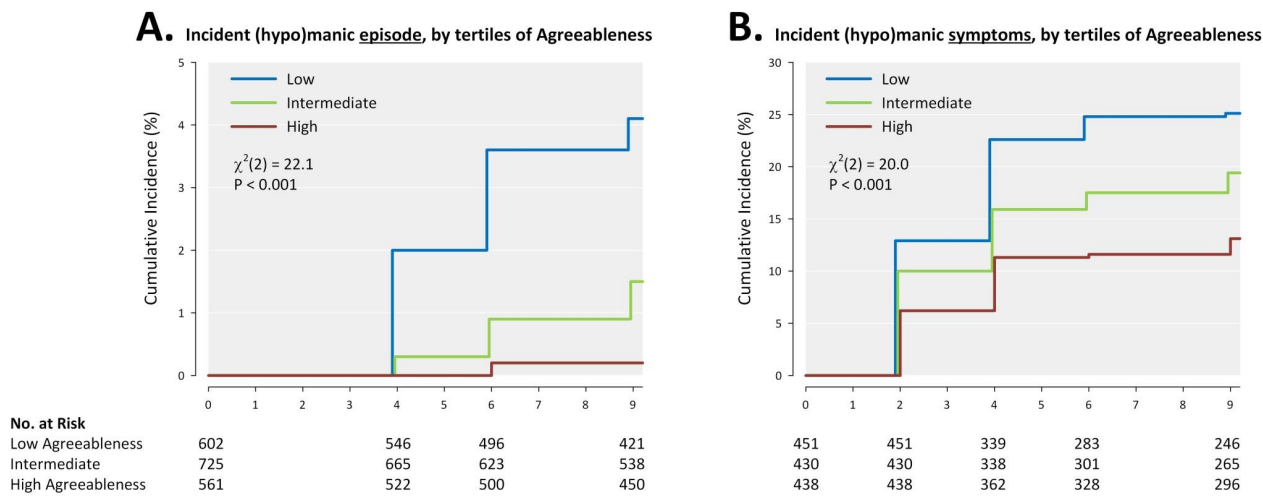 A. Incident (hypo)manic episode, by tertiles of Agreeableness
5
4
3
2
1
0
Cumulative Incidence (%)
Low
Intermediate
High
χ²(2) = 22.1
P < 0.001
0 1 2 3 4 5 6 7 8 9
B. Incident (hypo)manic symptoms, by tertiles of Agreeableness
30
25
20
15
10
5
0
Cumulative Incidence (%)
Low
Intermediate
High
χ²(2) = 20.0
P < 0.001
0 1 2 3 4 5 6 7 8 9
No. at Risk
Low Agreeableness 602 546 496 421 451 451 339 283 246
Intermediate 725 665 623 538 430 430 338 301 265
High Agreeableness 561 522 500 450 438 438 362 328 296